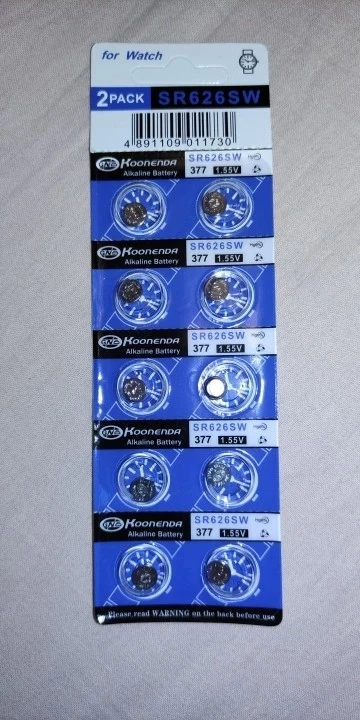 for Watch
2PACK SR626SW
4 891109 011730
KOONENDA SR626SW
Alkaline Battery 377 1.55V
KOONENDA SR626SW
Alkaline Battery 377 1.55V
KOONENDA SR626SW
Alkaline Battery 377 1.55V
KOONENDA SR626SW
Alkaline Battery 377 1.55V
KOONENDA SR626SW
Alkaline Battery 377 1.55V
Please read WARNING on the back before use